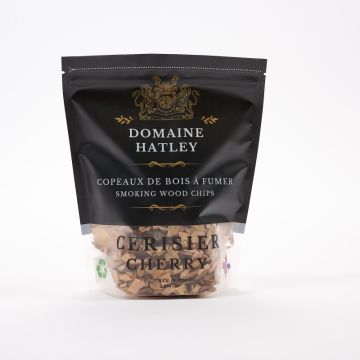 DOMAINE
HATLEY
COPEAUX DE BOIS À FUMER
SMOKING WOOD CHIPS
CERISIER
CHERRY